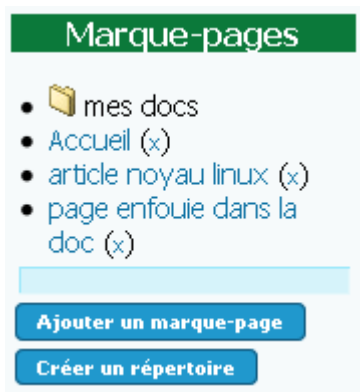 Marque-pages
mes docs
Accueil (x)
article noyau linux (x)
page enfouie dans la
doc (x)
Ajouter un marque-page
Créer un répertoire